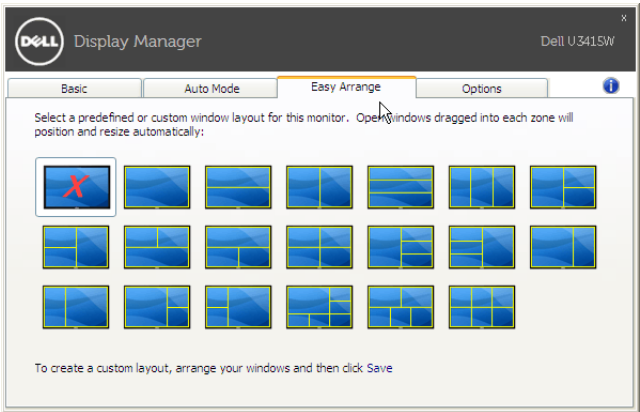 x
DELL Display Manager Dell U3415W
Basic Auto Mode Easy Arrange Options i
Select a predefined or custom window layout for this monitor. Open windows dragged into each zone will
position and resize automatically:
X
To create a custom layout, arrange your windows and then click Save